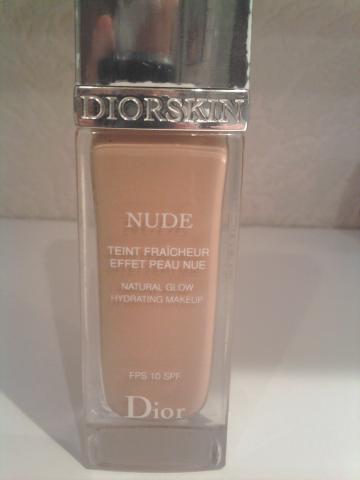 DIORSKIN
NUDE
TEINT FRAÎCHEUR
EFFET PEAU NUE
NATURAL GLOW
HYDRATING MAKEUP
FPS 10 SPF
Dior